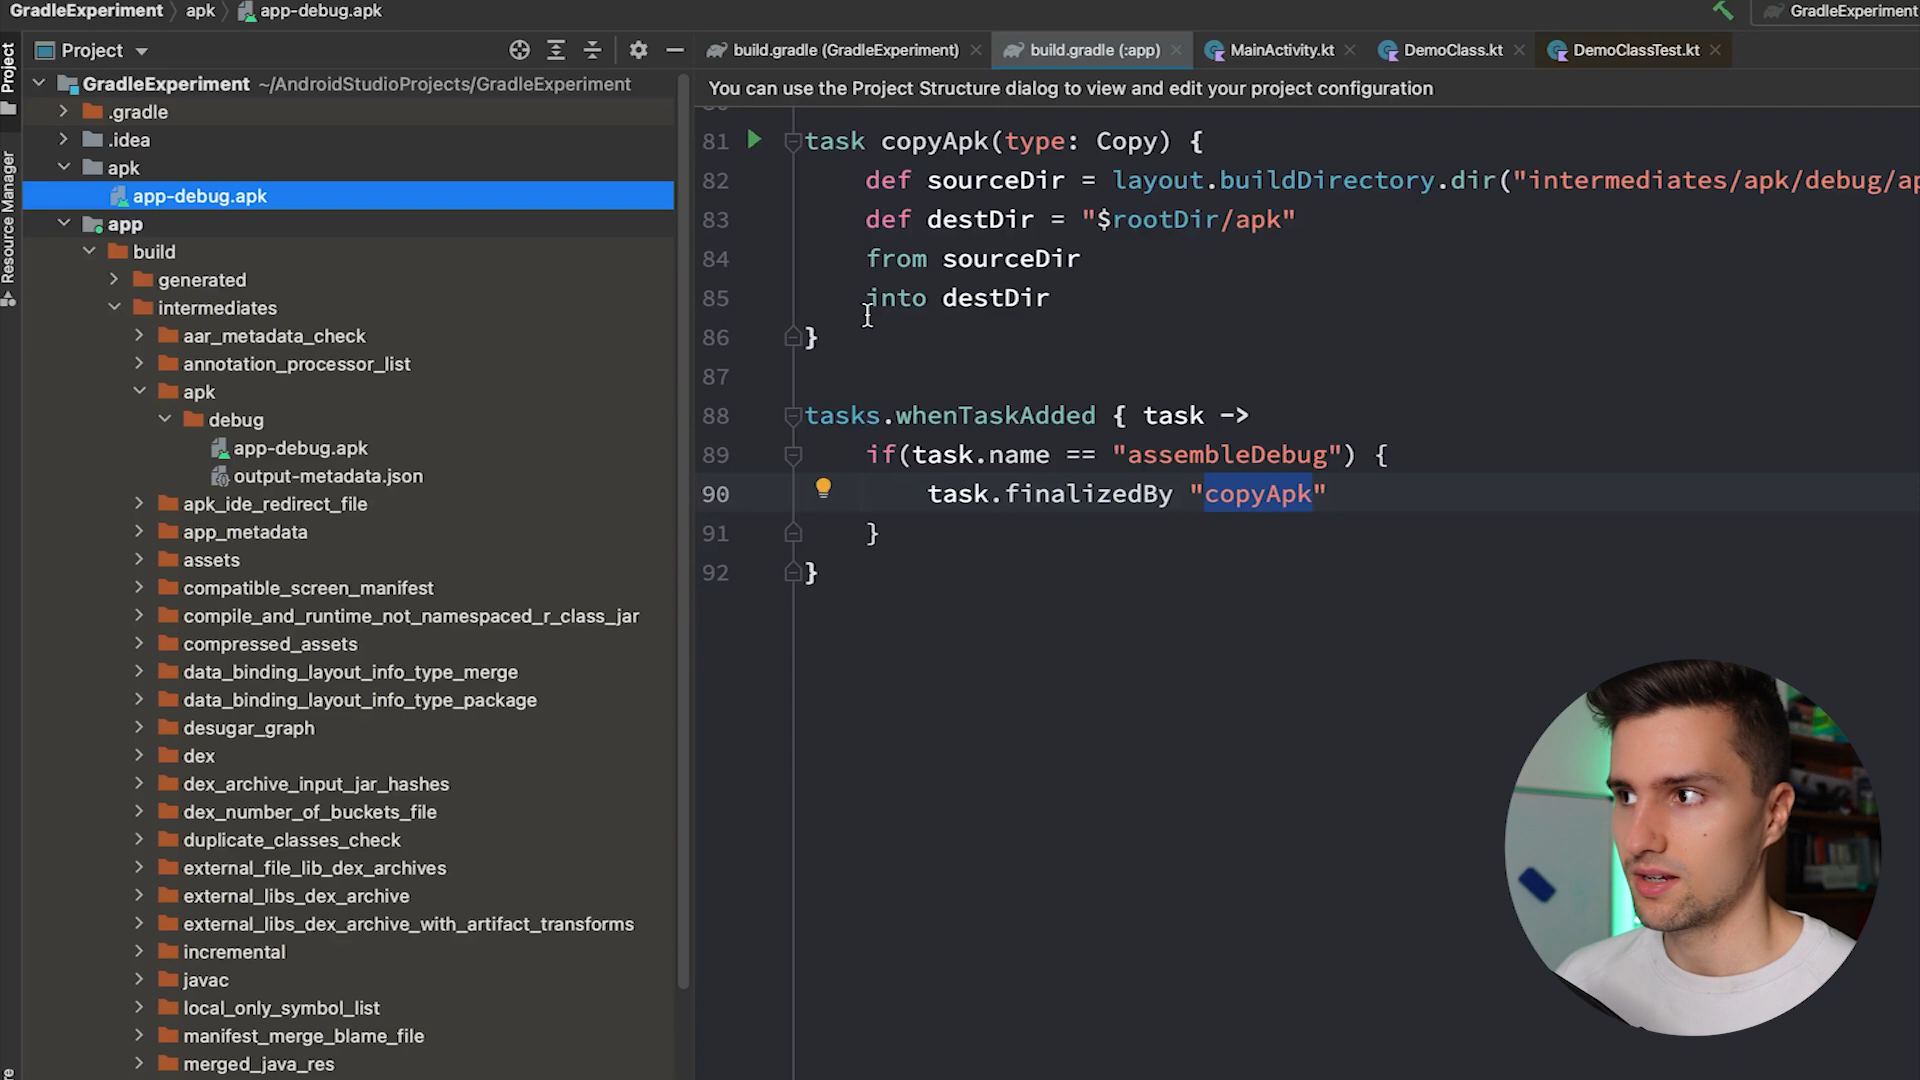 GradleExperiment apk app-debug.apk
GradleExperiment
Project
build.gradle (GradleExperiment) build.gradle (:app) MainActivity.kt DemoClass.kt DemoClassTest.kt
You can use the Project Structure dialog to view and edit your project configuration
Project
Resource Manager
GradleExperiment ~/AndroidStudioProjects/GradleExperiment
.gradle
.idea
apk
app-debug.apk
app
build
generated
intermediates
aar_metadata_check
annotation_processor_list
apk
debug
app-debug.apk
output-metadata.json
apk_ide_redirect_file
app_metadata
assets
compatible_screen_manifest
compile_and_runtime_not_namespaced_r_class_jar
compressed_assets
data_binding_layout_info_type_merge
data_binding_layout_info_type_package
desugar_graph
dex
dex_archive_input_jar_hashes
dex_number_of_buckets_file
duplicate_classes_check
external_file_lib_dex_archives
external_libs_dex_archive
external_libs_dex_archive_with_artifact_transforms
incremental
javac
local_only_symbol_list
manifest_merge_blame_file
merged_java_res
81 task copyApk(type: Copy) {
82 def sourceDir = layout.buildDirectory.dir("intermediates/apk/debug/ap
83 def destDir = "$rootDir/apk"
84 from sourceDir
85 into destDir
86 }
87
88 tasks.whenTaskAdded { task ->
89 if(task.name == "assembleDebug") {
90 task.finalizedBy "copyApk"
91 }
92 }